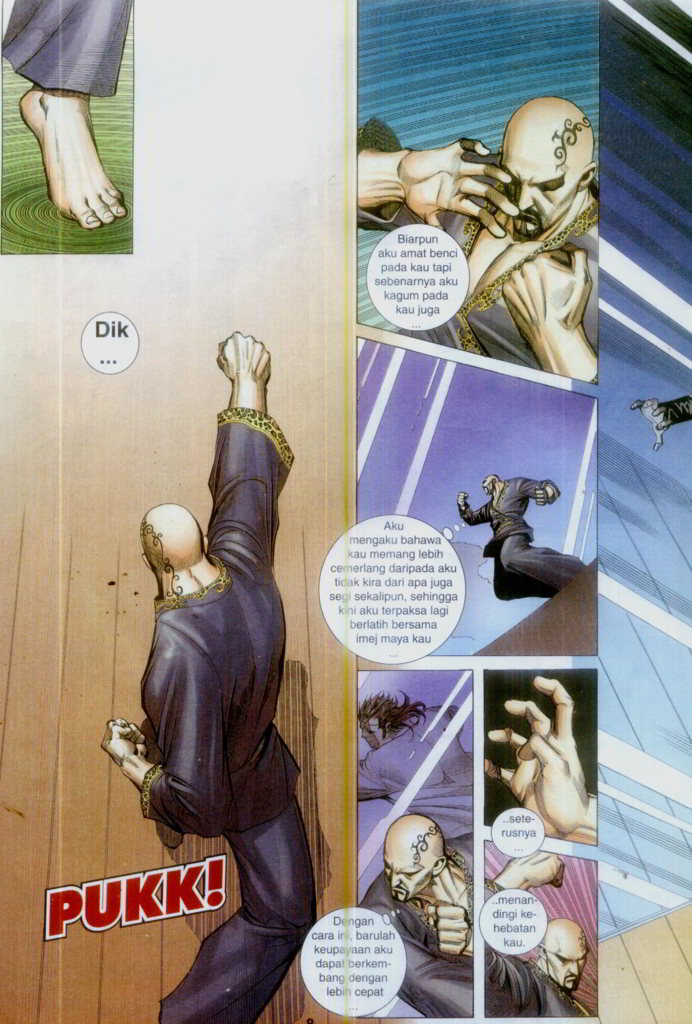 Biarpun
aku amat benci
pada kau tapi
sebenarnya aku
kagum pada
kau juga
...
Dik
...
Aku
mengaku bahawa
kau memang lebih
cemerlang daripada aku
tidak kira dari apa juga
segi sekalipun, sehingga
kini aku terpaksa lagi
berlatih bersama
imej maya kau
...
PUKK!
Dengan
cara ini, barulah
keupayaan aku
dapat berkem-
bang dengan
lebih cepat
...
..sete-
rusnya
...
..menan-
dingi ke-
hebatan
kau.